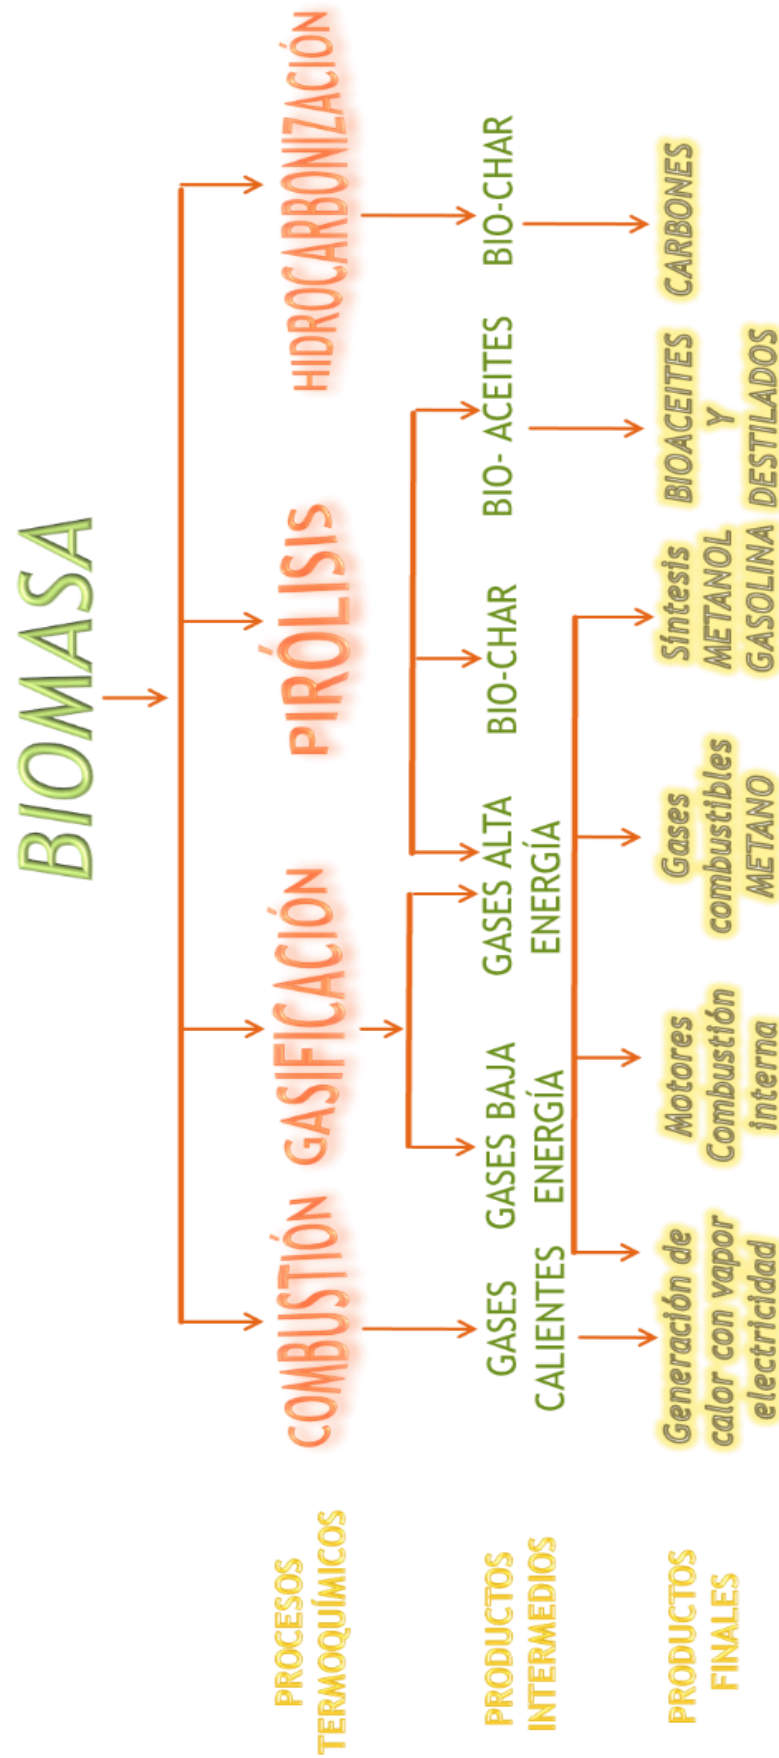 BIOMASA
PROCESOS
TERMOQUÍMICOS
COMBUSTIÓN
GASIFICACIÓN
PIRÓLISIS
HIDROCARBONIZACIÓN
PRODUCTOS
INTERMEDIOS
GASES
CALIENTES
GASES BAJA
ENERGÍA
GASES ALTA
ENERGÍA
BIO-CHAR
BIO- ACEITES
BIO-CHAR
PRODUCTOS
FINALES
Generación de
calor con vapor
electricidad
Motores
Combustión
interna
Gases
combustibles
METANO
Síntesis
METANOL
GASOLINA
BIOACEITES
Y
DESTILADOS
CARBONES